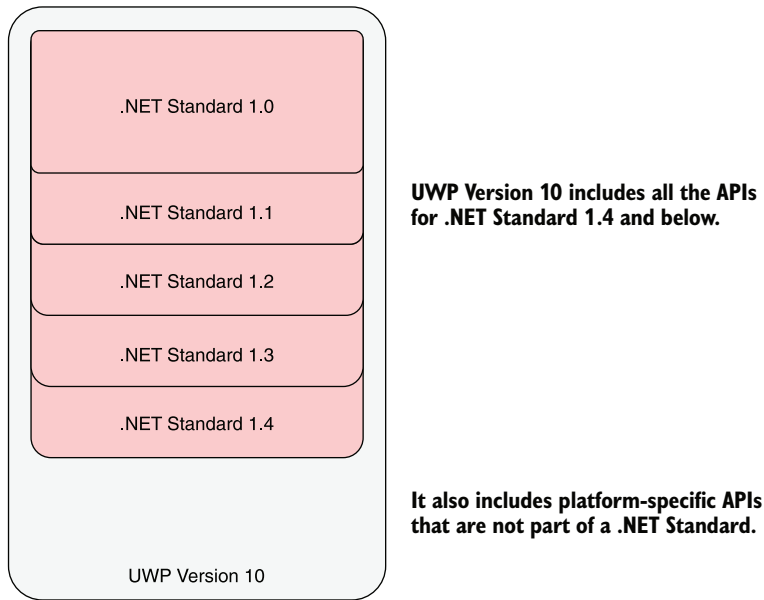 .NET Standard 1.0
.NET Standard 1.1
.NET Standard 1.2
.NET Standard 1.3
.NET Standard 1.4
UWP Version 10
UWP Version 10 includes all the APIs
for .NET Standard 1.4 and below.
It also includes platform-specific APIs
that are not part of a .NET Standard.